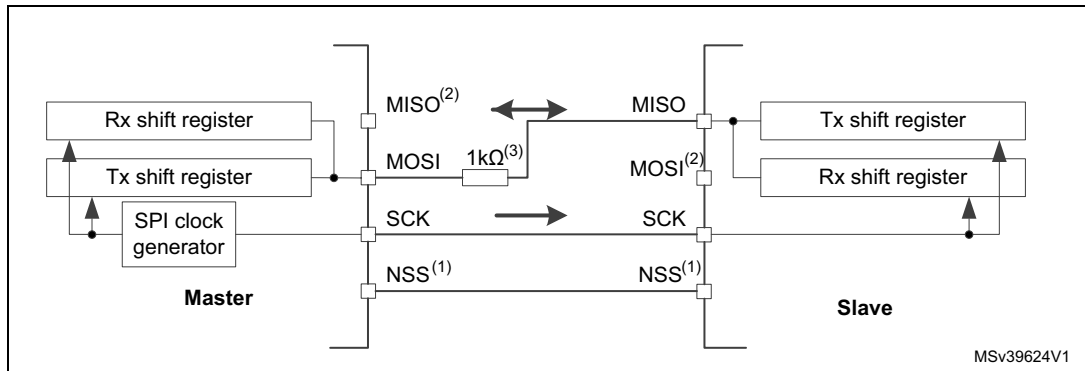 MISO(2)
MISO
Rx shift register
Tx shift register
MOSI
1kΩ(3)
MOSI(2)
Tx shift register
Rx shift register
SPI clock
generator
SCK
SCK
NSS(1)
NSS(1)
Master
Slave
MSv39624V1